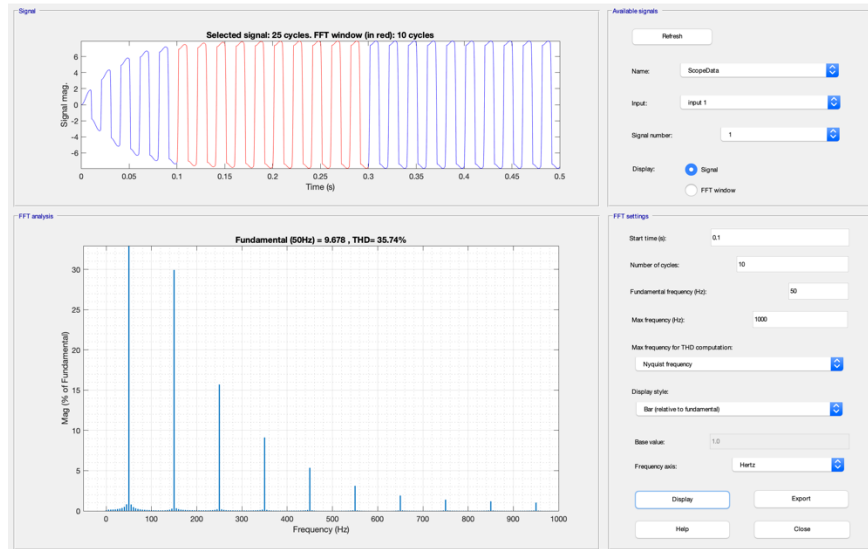 Signal
Selected signal: 25 cycles. FFT window (in red): 10 cycles
Signal mag.
6
4
2
0
-2
-4
-6
0 0.05 0.1 0.15 0.2 0.25 0.3 0.35 0.4 0.45 0.5
Time (s)
Available signals
Refresh
Name: ScopeData
Input: input 1
Signal number: 1
Display: Signal
FFT window
FFT analysis
Fundamental (50Hz) = 9.678 , THD= 35.74%
Mag (% of Fundamental)
30
25
20
15
10
5
0
0 100 200 300 400 500 600 700 800 900 1000
Frequency (Hz)
FFT settings
Start time (s): 0.1
Number of cycles: 10
Fundamental frequency (Hz): 50
Max frequency (Hz): 1000
Max frequency for THD computation:
Nyquist frequency
Display style:
Bar (relative to fundamental)
Base value: 1.0
Frequency axis: Hertz
Display Export
Help Close